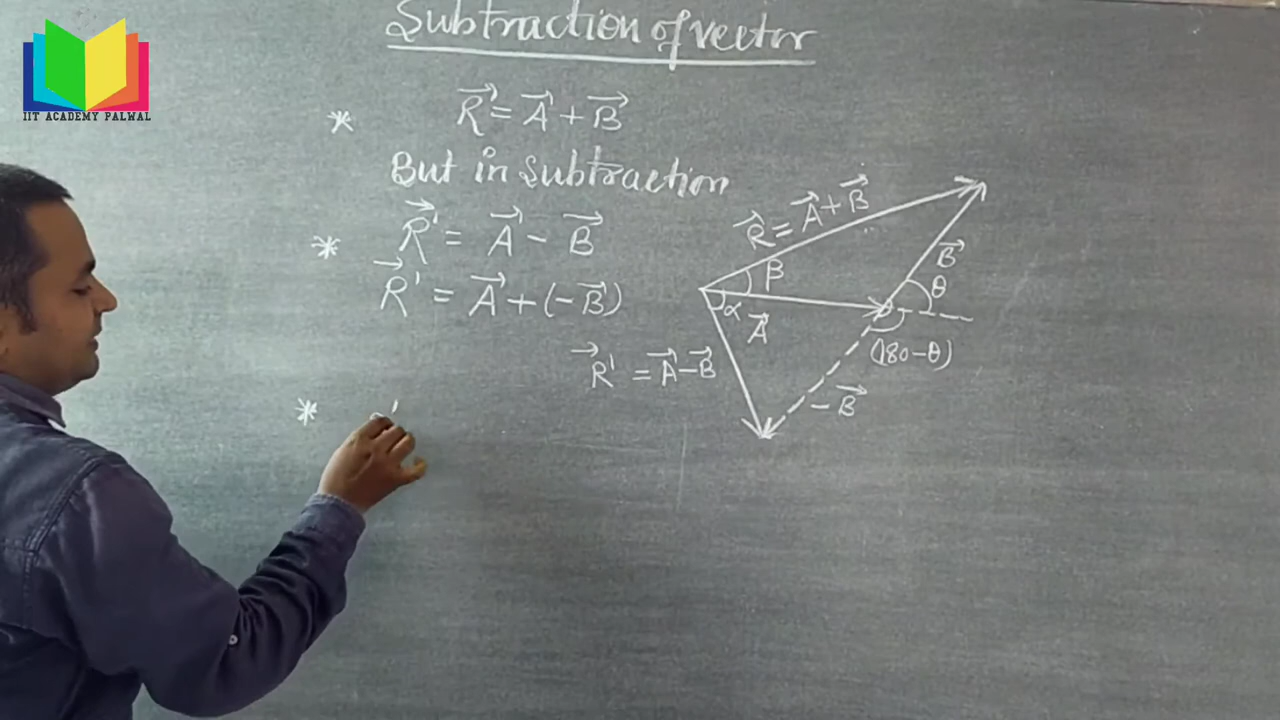 Subtraction of vector
IIT ACADEMY PALWAL
* R⃗ = A⃗ + B⃗
But in Subtraction
* R⃗' = A⃗ - B⃗
R⃗' = A⃗ + (-B⃗)
R⃗ = A⃗ + B⃗
β
B⃗
θ
α
A⃗
(180-θ)
R⃗' = A⃗ - B⃗
-B⃗
*